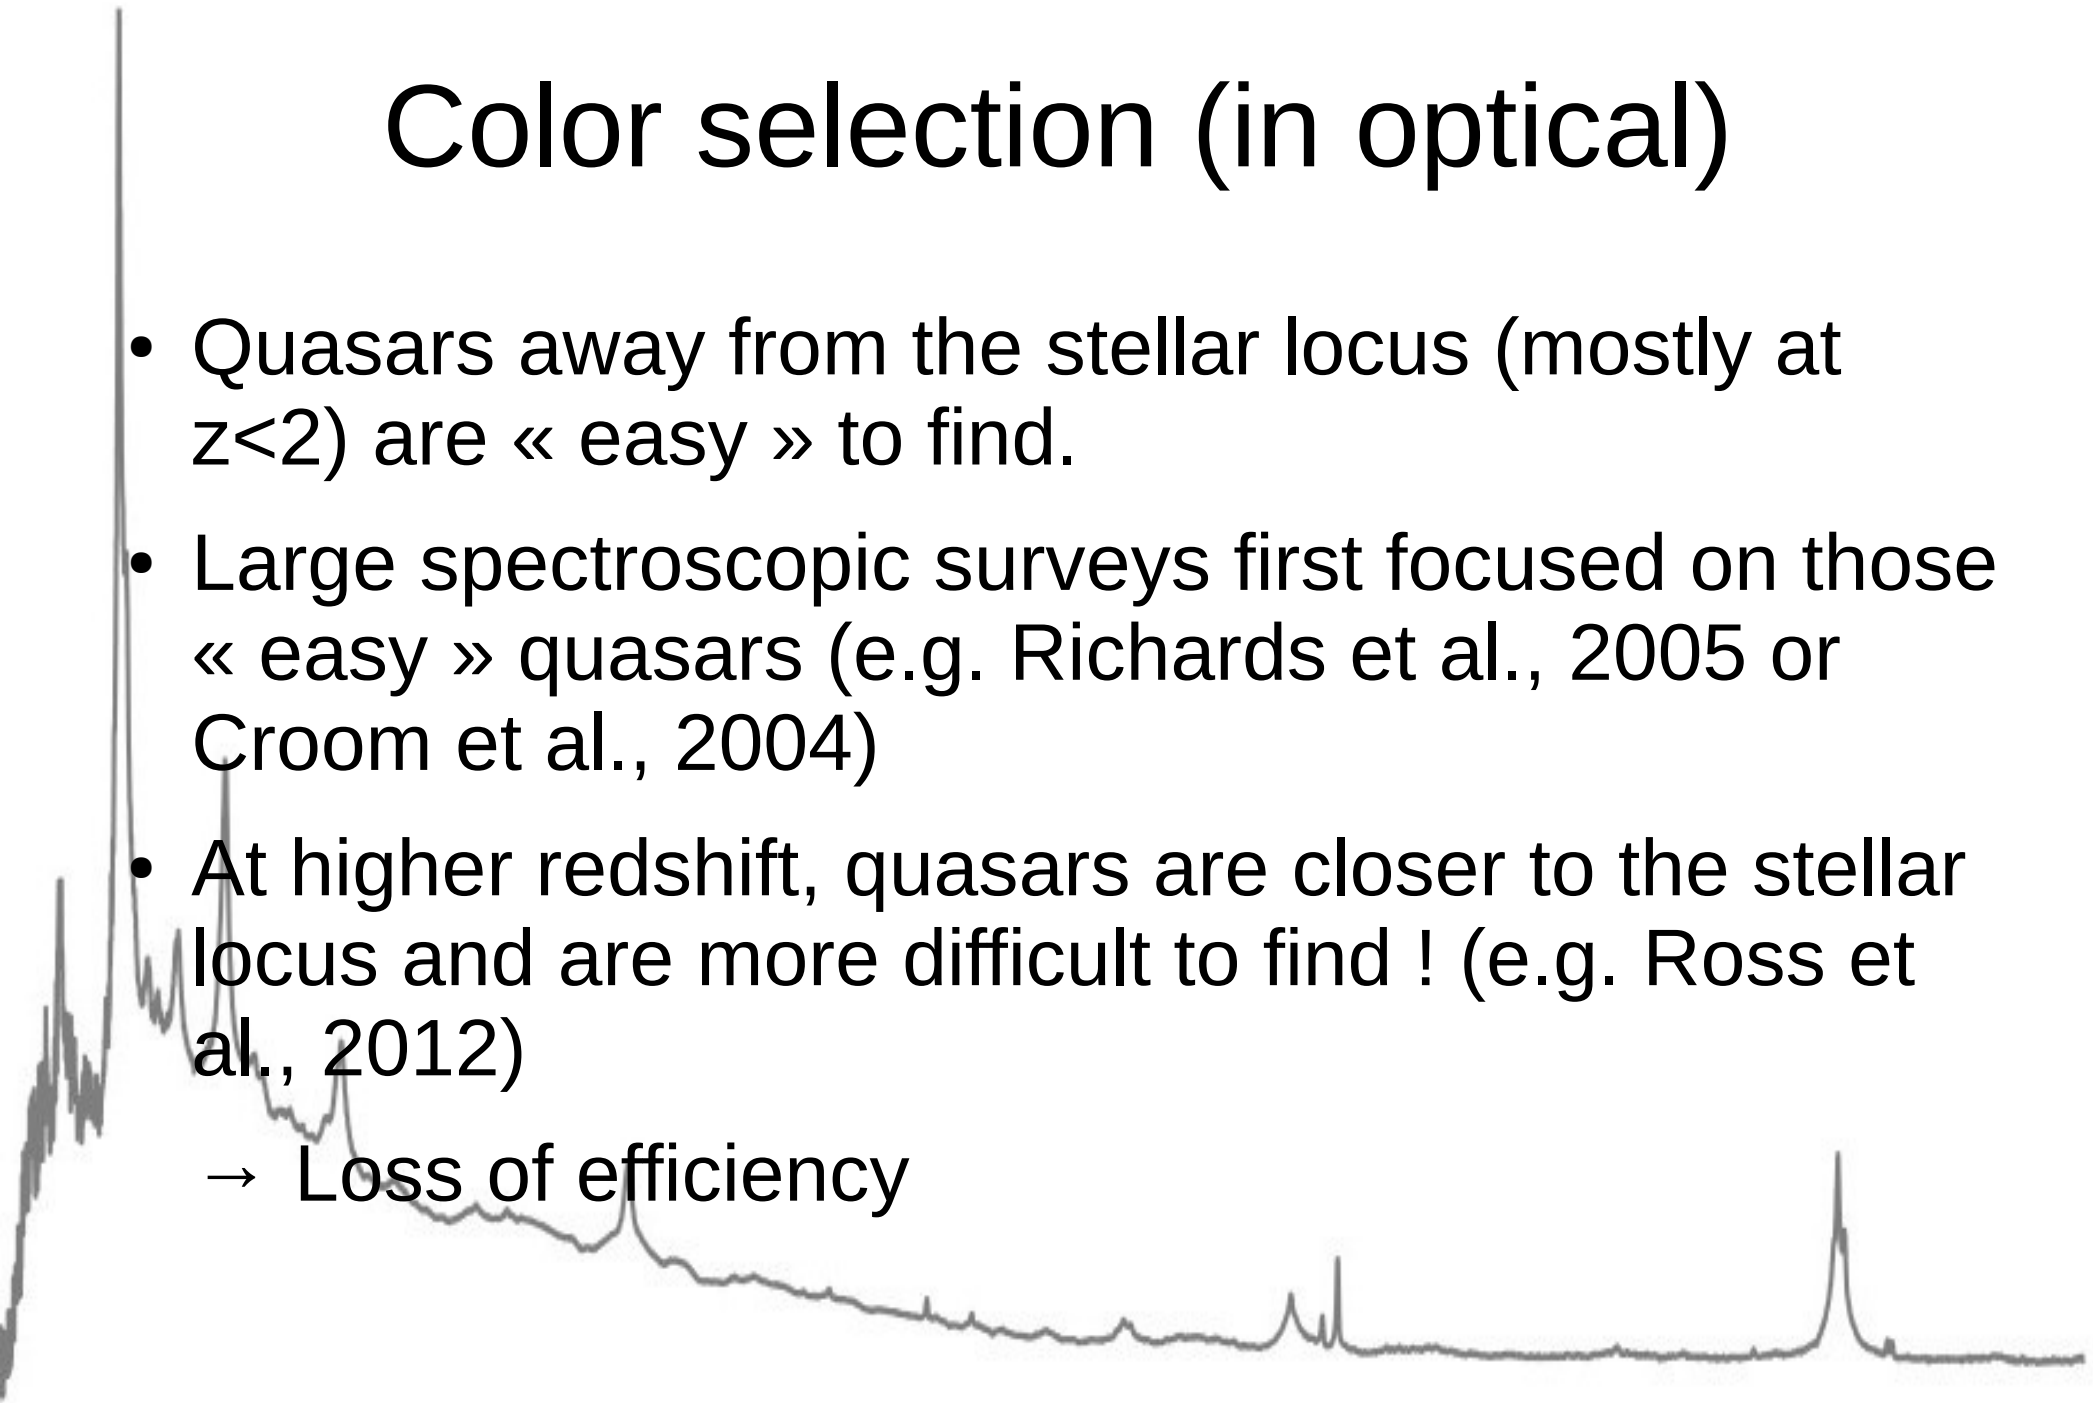 Color selection (in optical)
• Quasars away from the stellar locus (mostly at
z<2) are « easy » to find.
• Large spectroscopic surveys first focused on those
« easy » quasars (e.g. Richards et al., 2005 or
Croom et al., 2004)
• At higher redshift, quasars are closer to the stellar
locus and are more difficult to find ! (e.g. Ross et
al., 2012)
→ Loss of efficiency